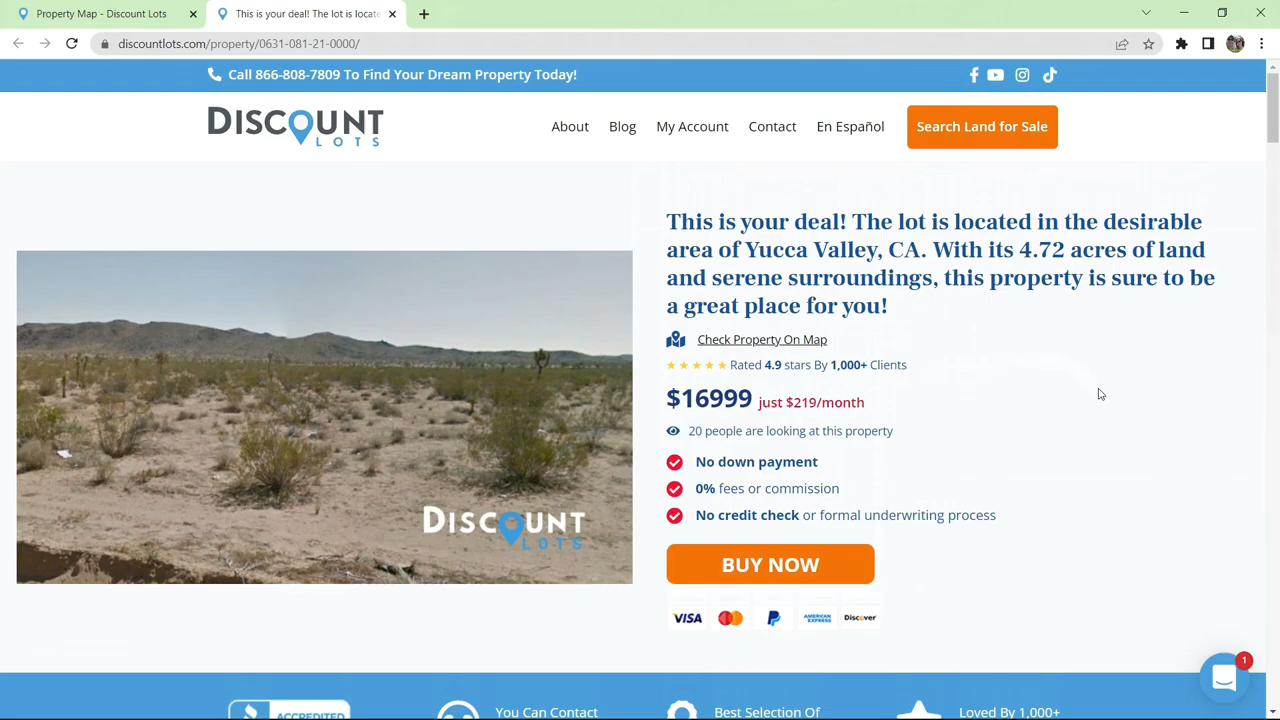 Property Map - Discount Lots
This is your deal! The lot is locate
discountlots.com/property/0631-081-21-0000/
Call 866-808-7809 To Find Your Dream Property Today!
DISCOUNT
LOTS
About
Blog
My Account
Contact
En Español
Search Land for Sale
This is your deal! The lot is located in the desirable
area of Yucca Valley, CA. With its 4.72 acres of land
and serene surroundings, this property is sure to be
a great place for you!
Check Property On Map
Rated 4.9 stars By 1,000+ Clients
$16999 just $219/month
20 people are looking at this property
No down payment
0% fees or commission
No credit check or formal underwriting process
BUY NOW
VISA
AMERICAN
EXPRESS
Discover
DISCOUNT
LOTS
1
ACCREDITED
You Can Contact
Best Selection Of
Loved By 1,000+